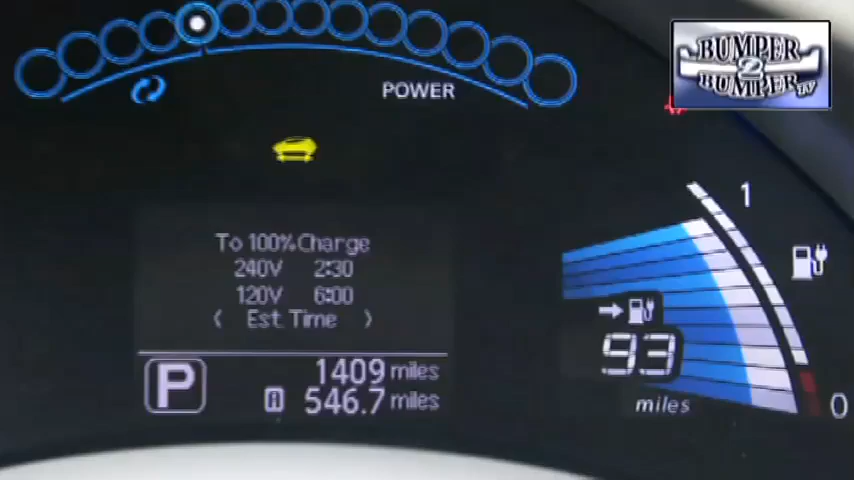 BUMPER
2
BUMPER TV
POWER
To 100% Charge
240V 2:30
120V 6:00
< Est. Time >
P
1409 miles
546.7 miles
1
93
miles
0